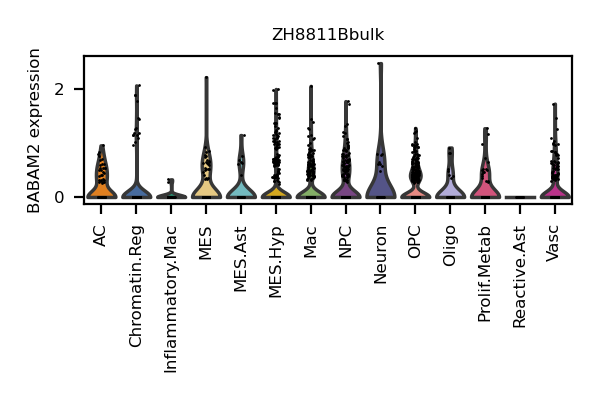 ZH8811Bbulk
BABAM2 expression
2
0
AC
Chromatin.Reg
Inflammatory.Mac
MES
MES.Ast
MES.Hyp
Mac
NPC
Neuron
OPC
Oligo
Prolif.Metab
Reactive.Ast
Vasc